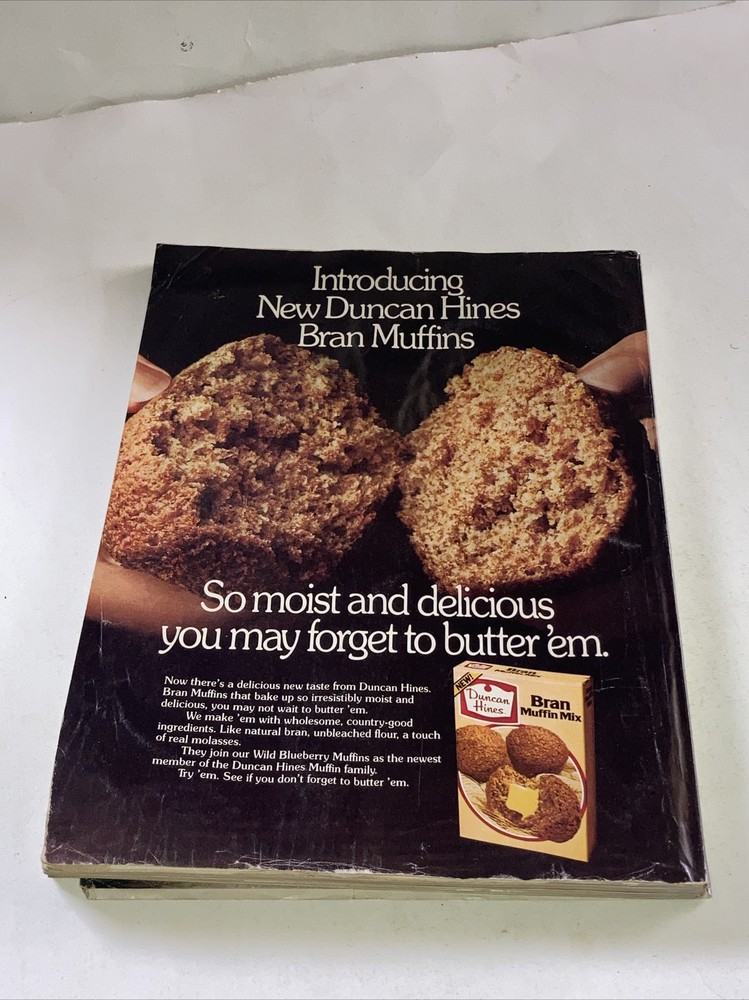 Introducing
New Duncan Hines
Bran Muffins
So moist and delicious
you may forget to butter 'em.
Now there's a delicious new taste from Duncan Hines.
Bran Muffins that bake up so irresistibly moist and
delicious, you may not wait to butter 'em.
We make 'em with wholesome, country-good
ingredients. Like natural bran, unbleached flour, a touch
of real molasses.
They join our Wild Blueberry Muffins as the newest
member of the Duncan Hines Muffin family.
Try 'em. See if you don't forget to butter 'em.
NEW!
Duncan
Hines
Bran
Muffin Mix